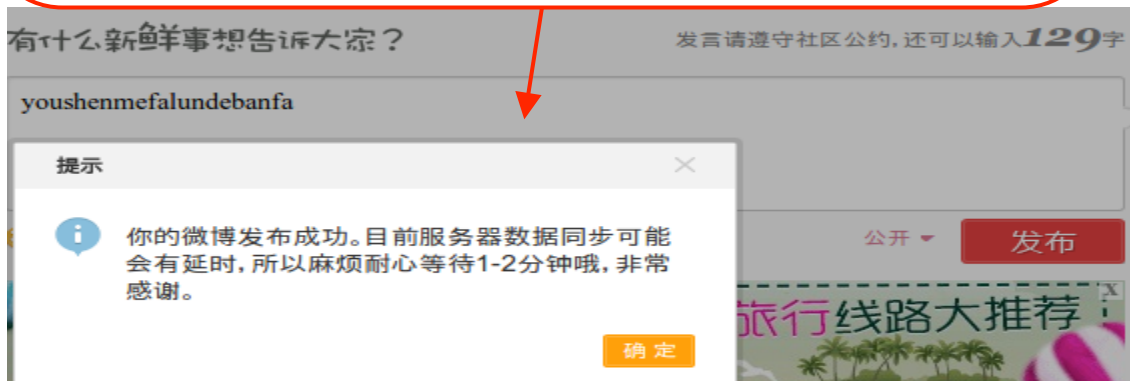 有什么新鲜事想告诉大家？
发言请遵守社区公约，还可以输入129字
youshenmefalundebanfa
提示
你的微博发布成功。目前服务器数据同步可能
会有延时，所以麻烦耐心等待1-2分钟哦，非常
感谢。
确定
公开
发布
旅行线路大推荐
X